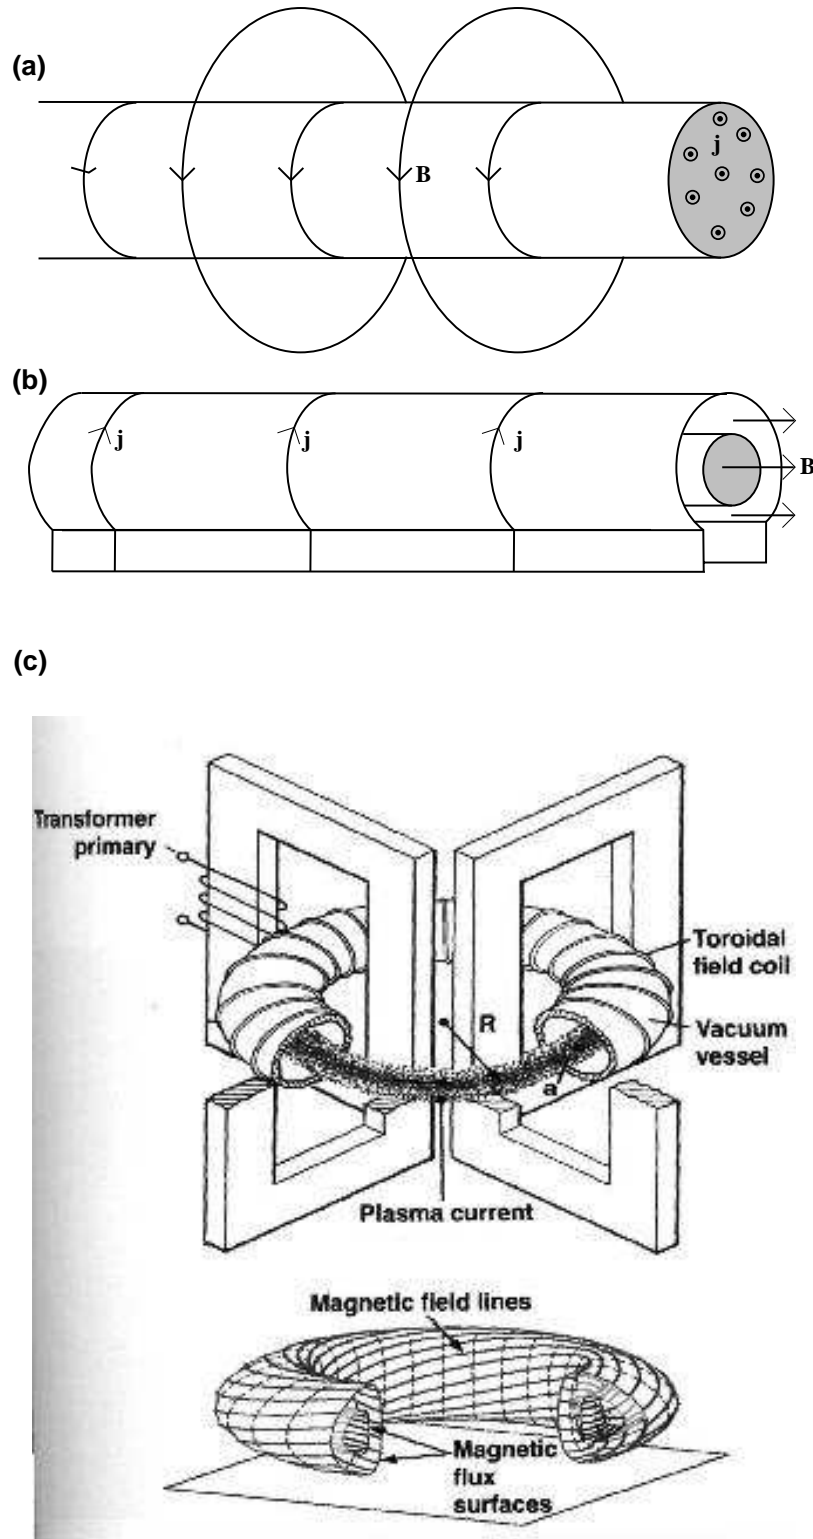 (a)
j
B
(b)
j
j
j
B
(c)
Transformer
primary
Toroidal
field coil
R
Vacuum
vessel
a
Plasma current
Magnetic field lines
Magnetic
flux
surfaces